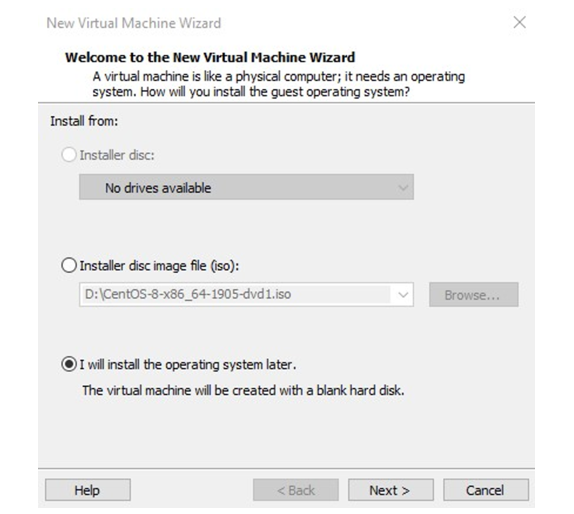 New Virtual Machine Wizard
Welcome to the New Virtual Machine Wizard
A virtual machine is like a physical computer; it needs an operating
system. How will you install the guest operating system?
Install from:
Installer disc:
No drives available
Installer disc image file (iso):
D:\CentOS-8-x86_64-1905-dvd1.iso
Browse...
I will install the operating system later.
The virtual machine will be created with a blank hard disk.
Help
< Back
Next >
Cancel